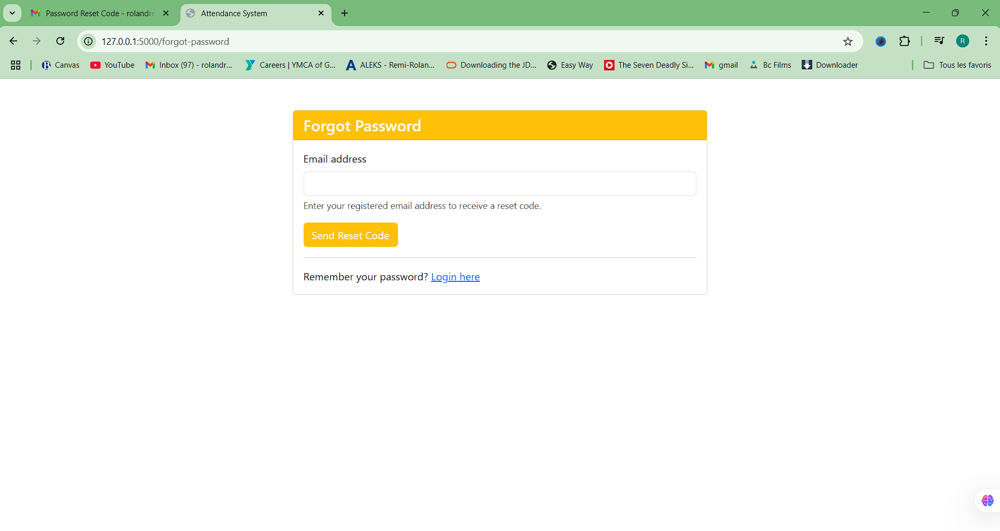 Password Reset Code - rolandre
Attendance System
127.0.0.1:5000/forgot-password
R
Canvas YouTube Inbox (97) - rolandr... Careers | YMCA of G... ALEKS - Remi-Rolan... Downloading the JD... Easy Way The Seven Deadly Si... gmail Bc Films Downloader Tous les favoris
Forgot Password
Email address
Enter your registered email address to receive a reset code.
Send Reset Code
Remember your password? Login here